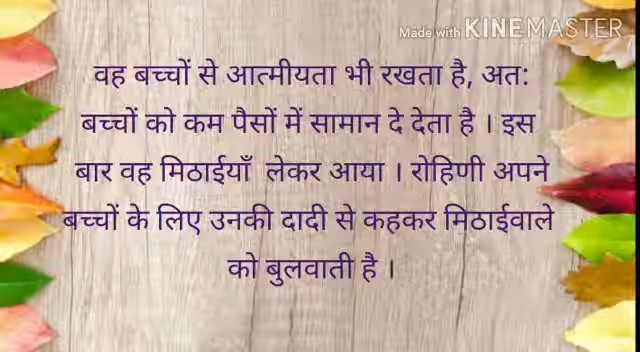 Made with KINEMASTER
वह बच्चों से आत्मीयता भी रखता है, अत:
बच्चों को कम पैसों में सामान दे देता है । इस
बार वह मिठाईयाँ लेकर आया । रोहिणी अपने
बच्चों के लिए उनकी दादी से कहकर मिठाईवाले
को बुलवाती है ।